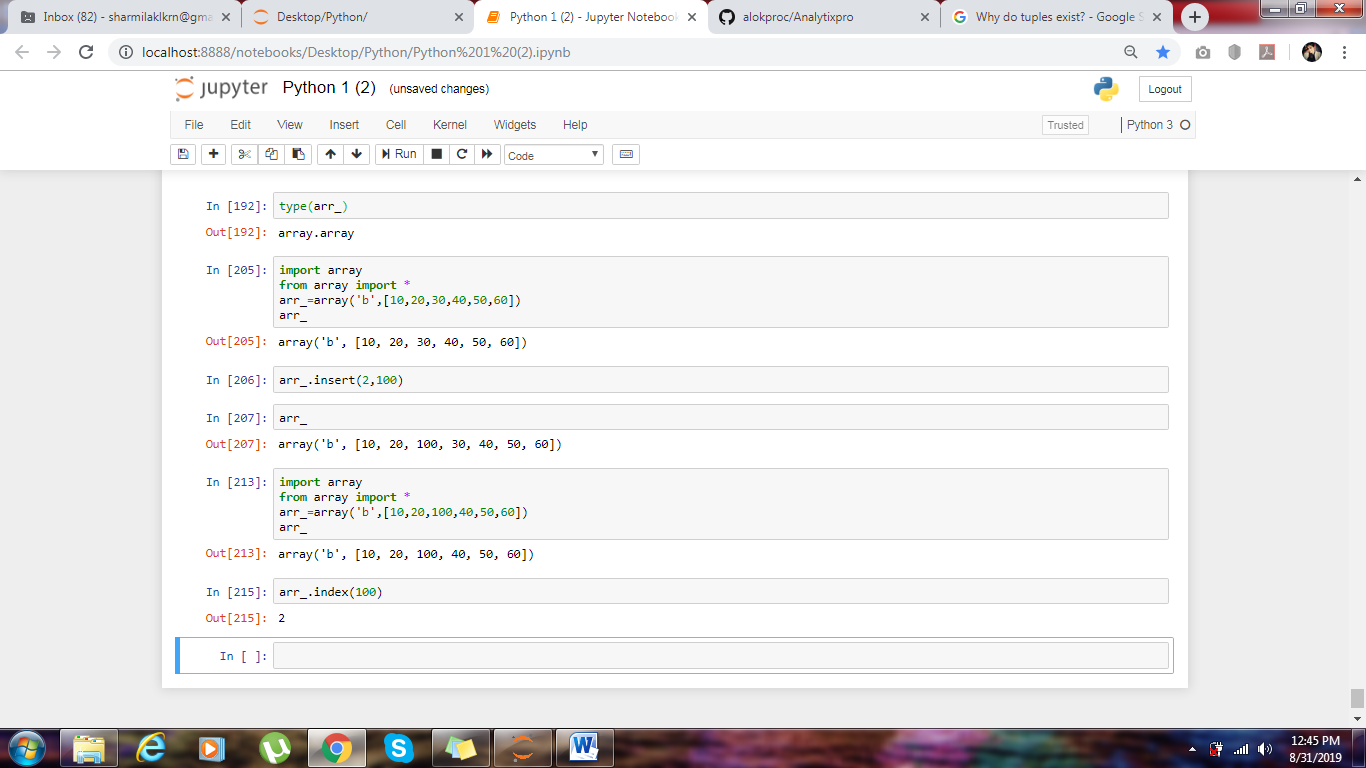 Inbox (82) - sharmilaklkrn@gma
Desktop/Python/
Python 1 (2) - Jupyter Notebook
alokproc/Analytixpro
Why do tuples exist? - Google S
localhost:8888/notebooks/Desktop/Python/Python%201%20(2).ipynb
jupyter Python 1 (2) (unsaved changes)
Logout
File Edit View Insert Cell Kernel Widgets Help
Trusted
Python 3
Run
Code
In [192]: type(arr_)
Out[192]: array.array
In [205]: import array
from array import *
arr_=array('b',[10,20,30,40,50,60])
arr_
Out[205]: array('b', [10, 20, 30, 40, 50, 60])
In [206]: arr_.insert(2,100)
In [207]: arr_
Out[207]: array('b', [10, 20, 100, 30, 40, 50, 60])
In [213]: import array
from array import *
arr_=array('b',[10,20,100,40,50,60])
arr_
Out[213]: array('b', [10, 20, 100, 40, 50, 60])
In [215]: arr_.index(100)
Out[215]: 2
In [ ]:
12:45 PM
8/31/2019